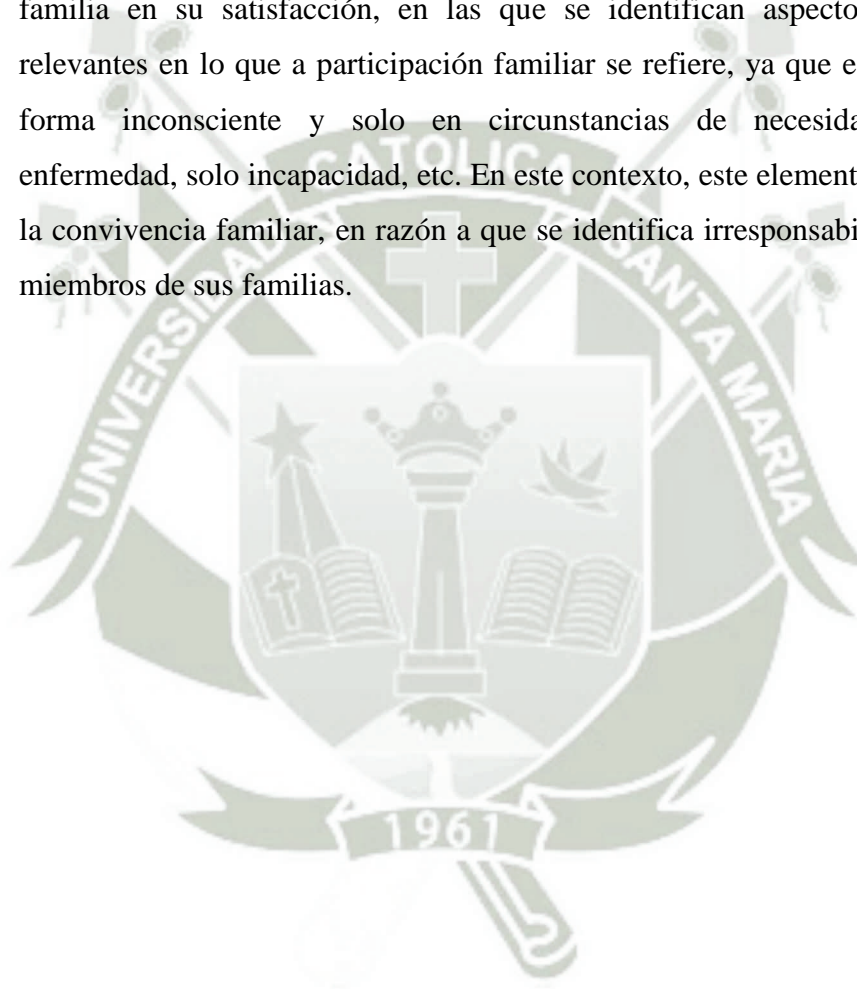 familia en su satisfacción, en las que se identifican aspecto
relevantes en lo que a participación familiar se refiere, ya que e
forma inconsciente y solo en circunstancias de necesida
enfermedad, solo incapacidad, etc. En este contexto, este element
la convivencia familiar, en razón a que se identifica irresponsabi
miembros de sus familias.
UNIVERSIDAD CATOLICA SANTA MARIA
1961